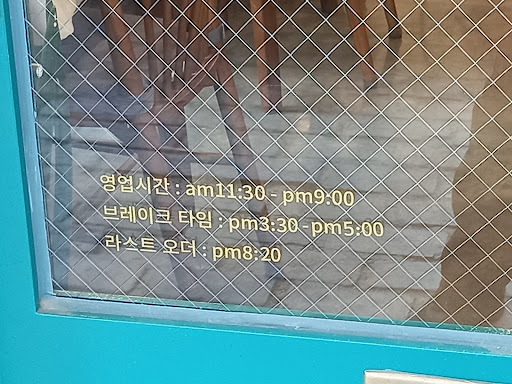 영업시간 : am11:30 - pm9:00
브레이크 타임 : pm3:30 - pm5:00
라스트 오더 : pm8:20